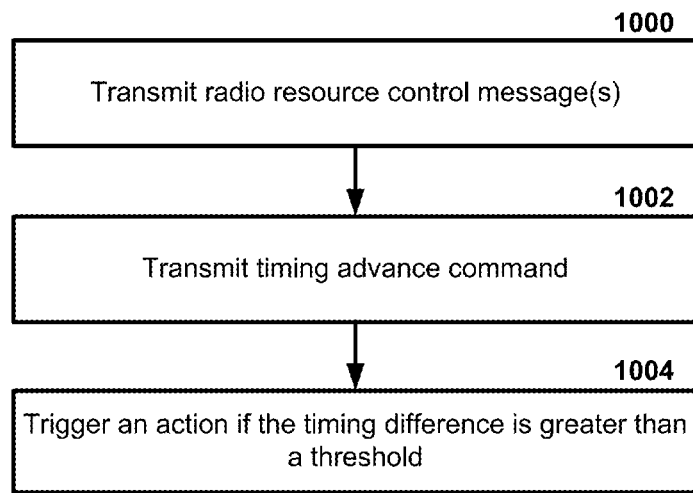 1000
Transmit radio resource control message(s)
1002
Transmit timing advance command
1004
Trigger an action if the timing difference is greater than
a threshold